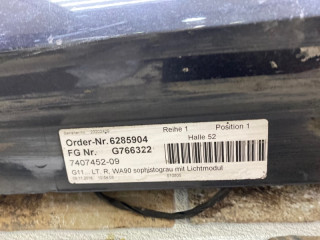 Reihe 1 Position 1
Order-Nr. 6285904 Halle 52
FG Nr. G766322
7407452-09
G11... LT. R, WA90 sophistograu mit Lichtmodul